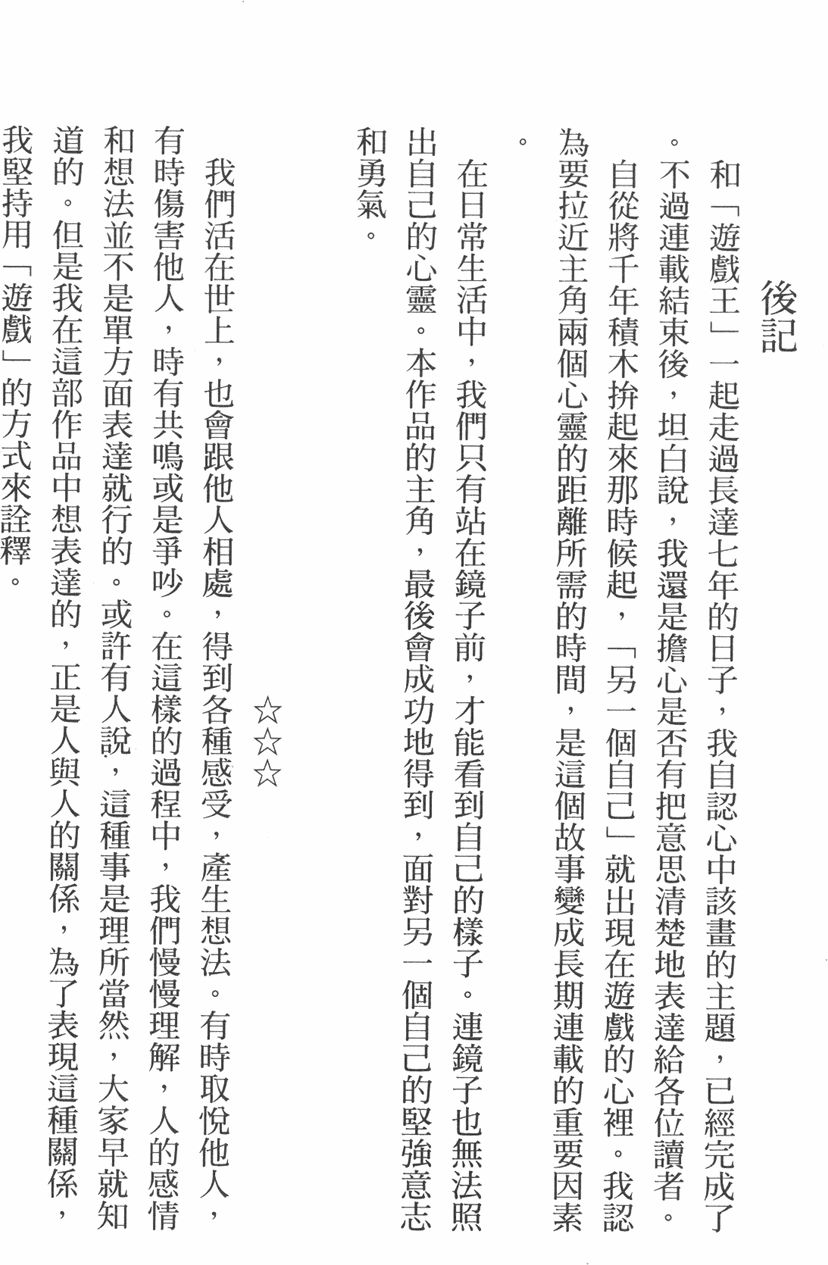 後記
和「遊戲王」一起走過長達七年的日子，我自認心中該畫的主題，已經完成了
。不過連載結束後，坦白說，我還是擔心是否有把意思清楚地表達給各位讀者。
自從將千年積木拚起來那時候起，「另一個自己」就出現在遊戲的心裡。我認
為要拉近主角兩個心靈的距離所需的時間，是這個故事變成長期連載的重要因素
。
在日常生活中，我們只有站在鏡子前，才能看到自己的樣子。連鏡子也無法照
出自己的心靈。本作品的主角，最後會成功地得到，面對另一個自己的堅強意志
和勇氣。
☆☆☆
我們活在世上，也會跟他人相處，得到各種感受，產生想法。有時取悅他人，
有時傷害他人，時有共鳴或是爭吵。在這樣的過程中，我們慢慢理解，人的感情
和想法並不是單方面表達就行的。或許有人說，這種事是理所當然，大家早就知
道的。但是我在這部作品中想表達的，正是人與人的關係，為了表現這種關係，
我堅持用「遊戲」的方式來詮釋。